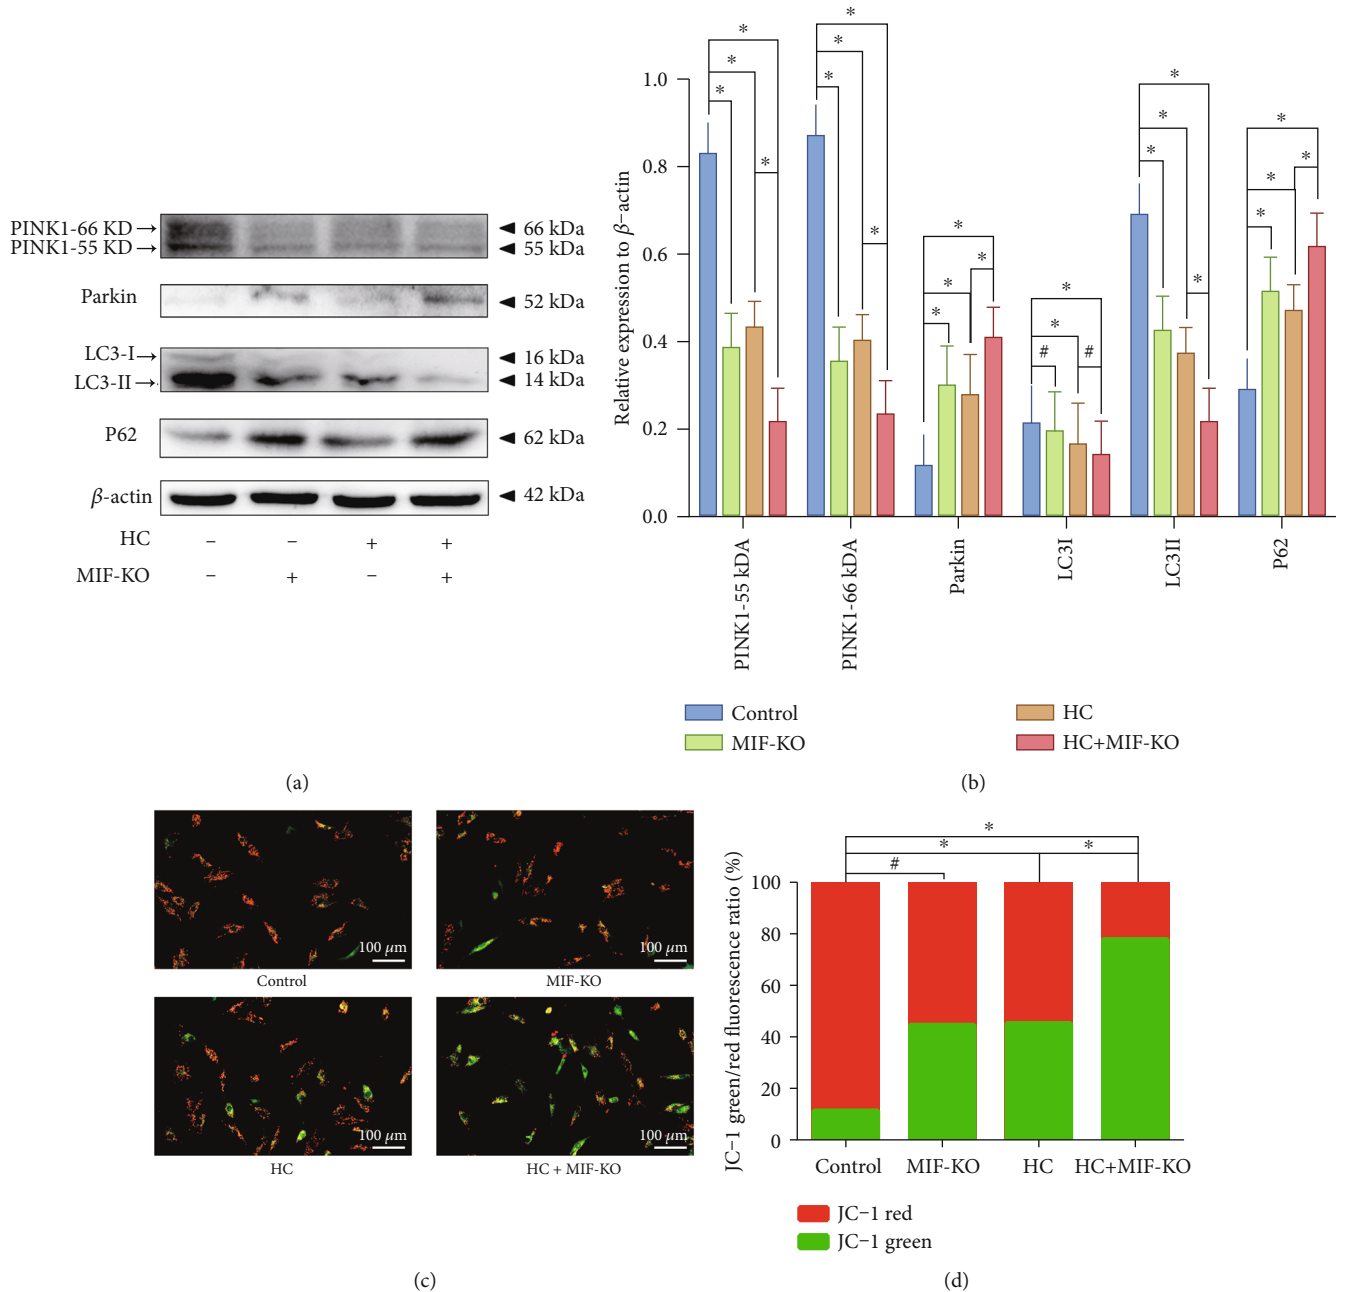 PINK1-66 KD → ◄ 66 kDa
PINK1-55 KD → ◄ 55 kDa
Parkin ◄ 52 kDa
LC3-I → ◄ 16 kDa
LC3-II → ◄ 14 kDa
P62 ◄ 62 kDa
β-actin ◄ 42 kDa
HC − − + +
MIF-KO − + − +
(a)
Relative expression to β−actin
1.0
0.8
0.6
0.4
0.2
0.0
* * * *
* * * *
* * * *
* * # #
* * * *
* * * *
PINK1-55 kDA
PINK1-66 kDA
Parkin
LC3I
LC3II
P62
Control
MIF-KO
HC
HC+MIF-KO
(b)
100 μm
Control
100 μm
MIF-KO
100 μm
HC
100 μm
HC + MIF-KO
(c)
JC−1 green/red fluorescence ratio (%)
*
* *
#
100
80
60
40
20
0
Control MIF-KO HC HC+MIF-KO
JC−1 red
JC−1 green
(d)